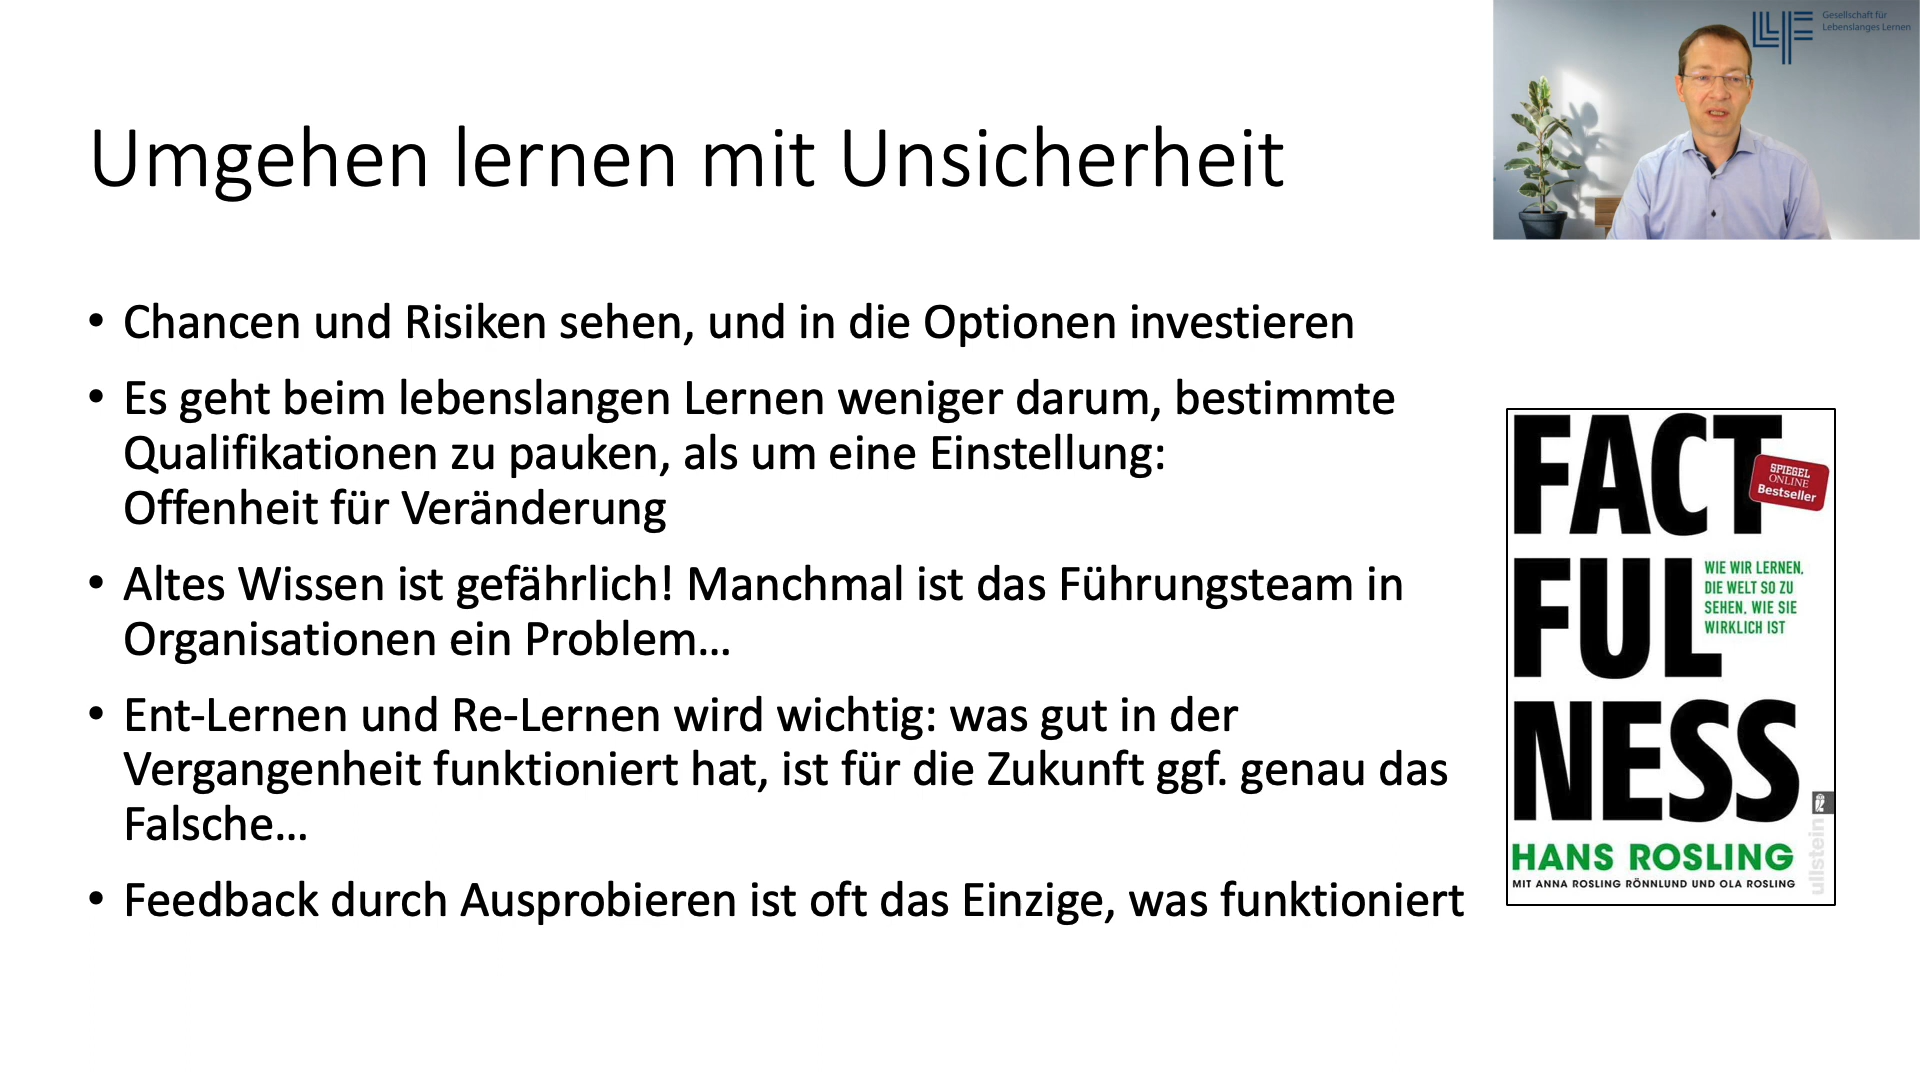 Gesellschaft für
Lebenslanges Lernen
Umgehen lernen mit Unsicherheit
• Chancen und Risiken sehen, und in die Optionen investieren
• Es geht beim lebenslangen Lernen weniger darum, bestimmte
Qualifikationen zu pauken, als um eine Einstellung:
Offenheit für Veränderung
• Altes Wissen ist gefährlich! Manchmal ist das Führungsteam in
Organisationen ein Problem...
• Ent-Lernen und Re-Lernen wird wichtig: was gut in der
Vergangenheit funktioniert hat, ist für die Zukunft ggf. genau das
Falsche...
• Feedback durch Ausprobieren ist oft das Einzige, was funktioniert
FACT
SPIEGEL
ONLINE
Bestseller
FUL
WIE WIR LERNEN,
DIE WELT SO ZU
SEHEN, WIE SIE
WIRKLICH IST
NESS
HANS ROSLING
MIT ANNA ROSLING RÖNNLUND UND OLA ROSLING
ullstein